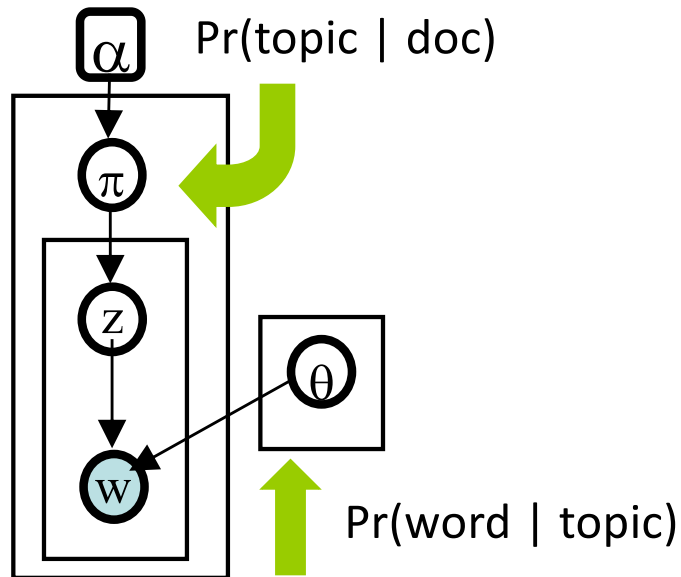 α
Pr(topic | doc)
π
z
θ
w
Pr(word | topic)